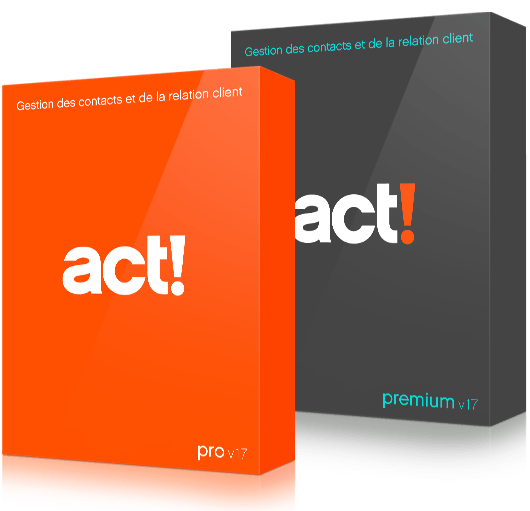 Gestion des contacts et de la relation client
act!
pro v17
Gestion des contacts et de la relation client
act!
premium v17